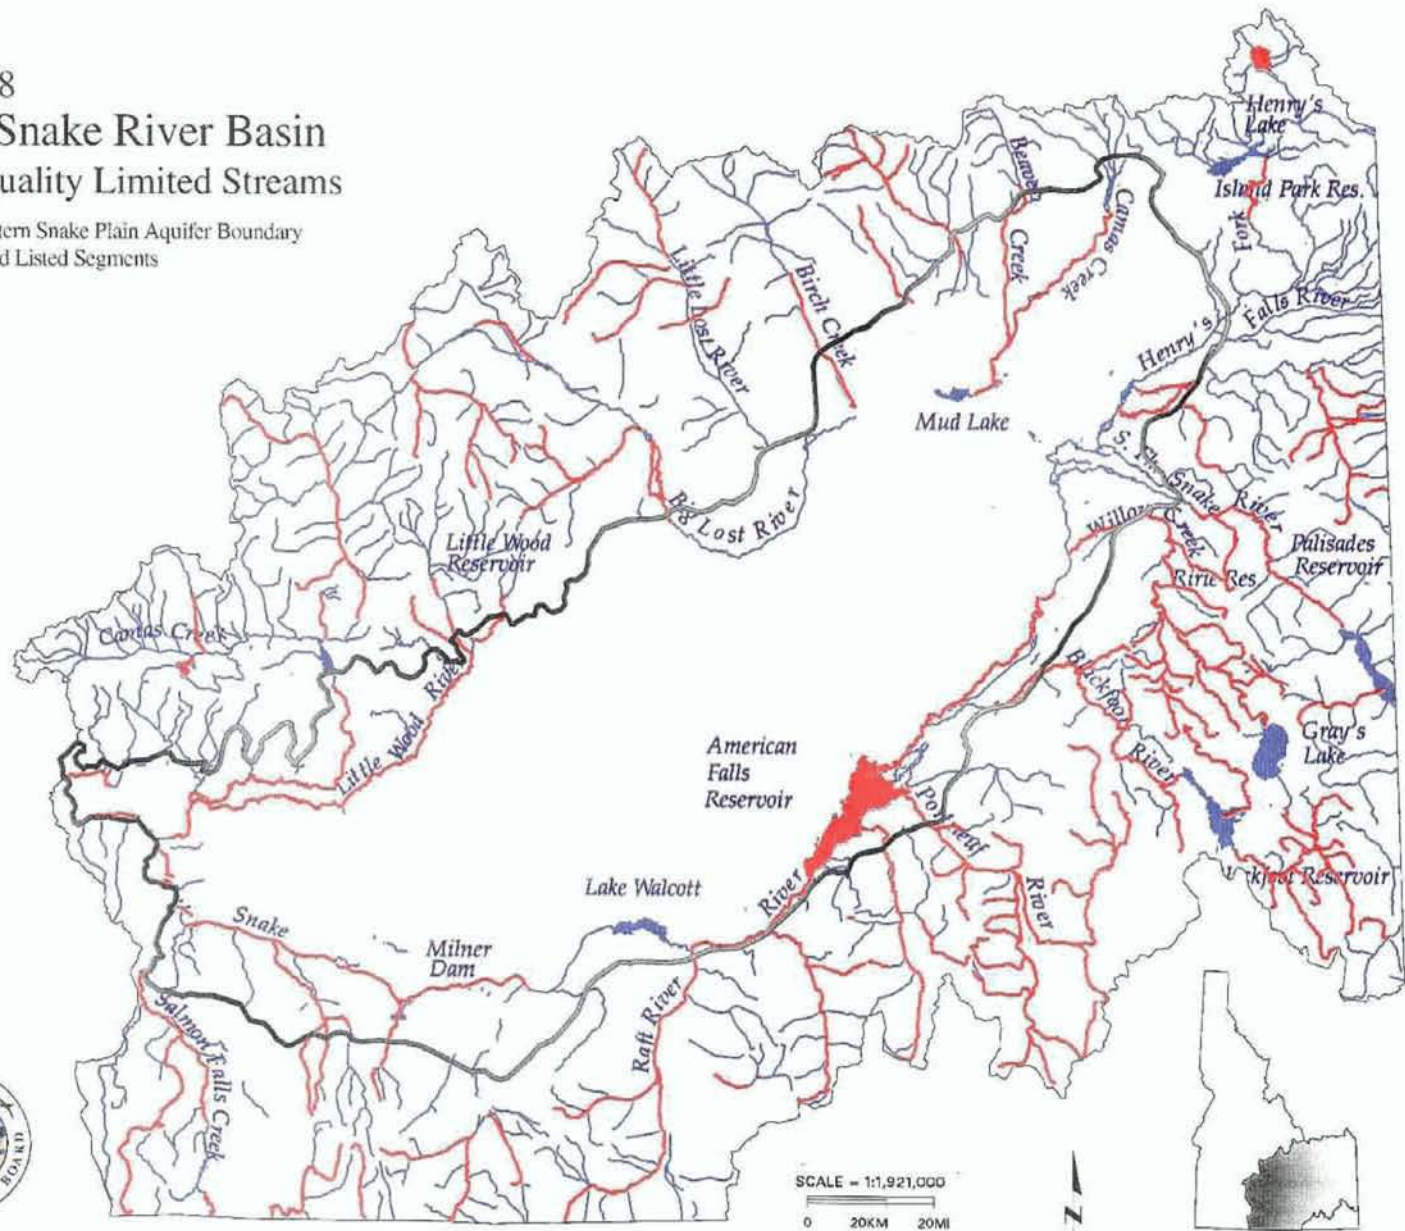 8
Snake River Basin
uality Limited Streams
tern Snake Plain Aquifer Boundary
d Listed Segments
Henry's
Lake
Island Park Res.
Fork
Falls River
Henry's
Beaver
Creek
Camas Creek
Birch Creek
Little Lost River
Mud Lake
Snake River
Willow
Creek
Ririe Res
Palisades
Reservoir
Big Lost River
Little Wood
Reservoir
Camas Creek
Little Wood River
Blackfoot
River
Gray's
Lake
American
Falls
Reservoir
Portneuf
River
Reservoir
Lake Walcott
River
Snake
Milner
Dam
Raft River
Salmon Falls Creek
BOARD
SCALE = 1:1,921,000
0 20KM 20MI
N